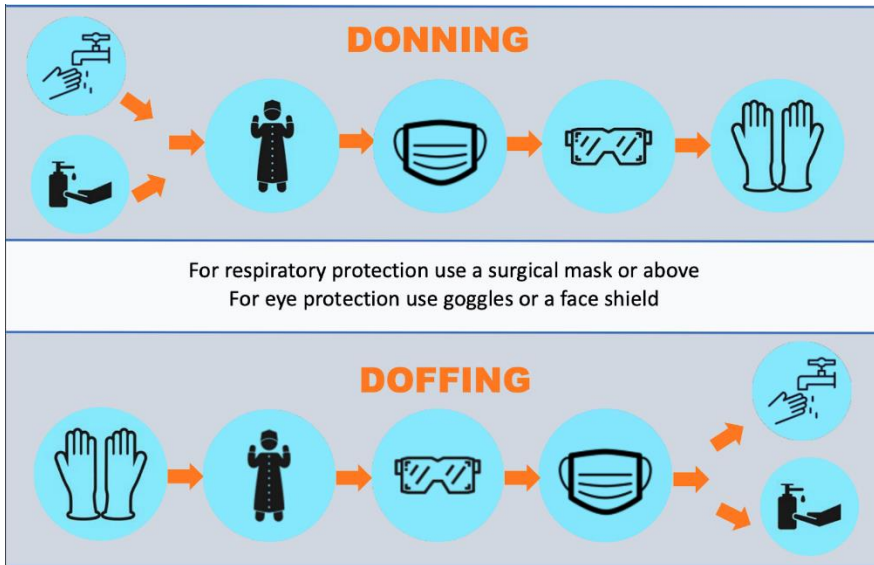 DONNING
For respiratory protection use a surgical mask or above
For eye protection use goggles or a face shield
DOFFING